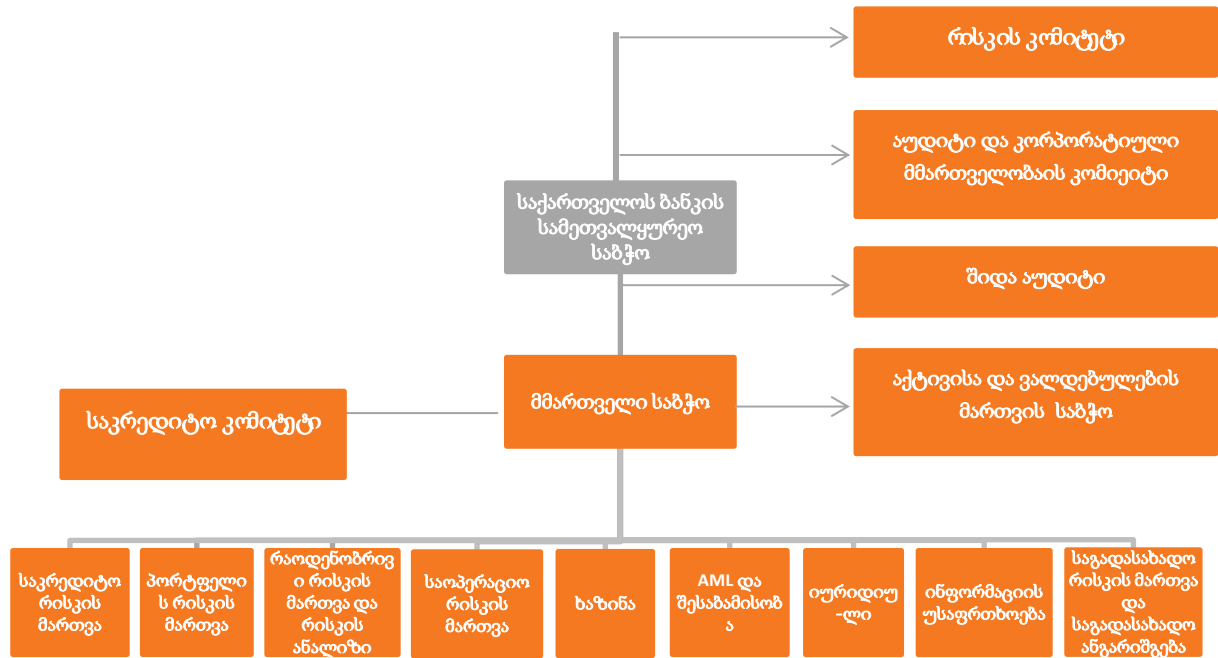 რისკის კომიტეტი
აუდიტი და კორპორატიული
მმართველობაის კომიეიტი
საქართველოს ბანკის
სამეთვალყურეო
საბჭო
შიდა აუდიტი
აქტივისა და ვალდებულების
მართვის საბჭო
მმართველი საბჭო
საკრედიტო კომიტეტი
საკრედიტო
რისკის
მართვა
პორტფელი
ს რისკის
მართვა
რაოდენობრივ
ი რისკის
მართვა და
რისკის
ანალიზი
საოპერაციო
რისკის
მართვა
ხაზინა
AML და
შესაბამისობ
ა
იურიდიუ
-ლი
ინფორმაციის
უსაფრთხოება
საგადასახადო
რისკის მართვა
და
საგადასახადო
ანგარიშგება